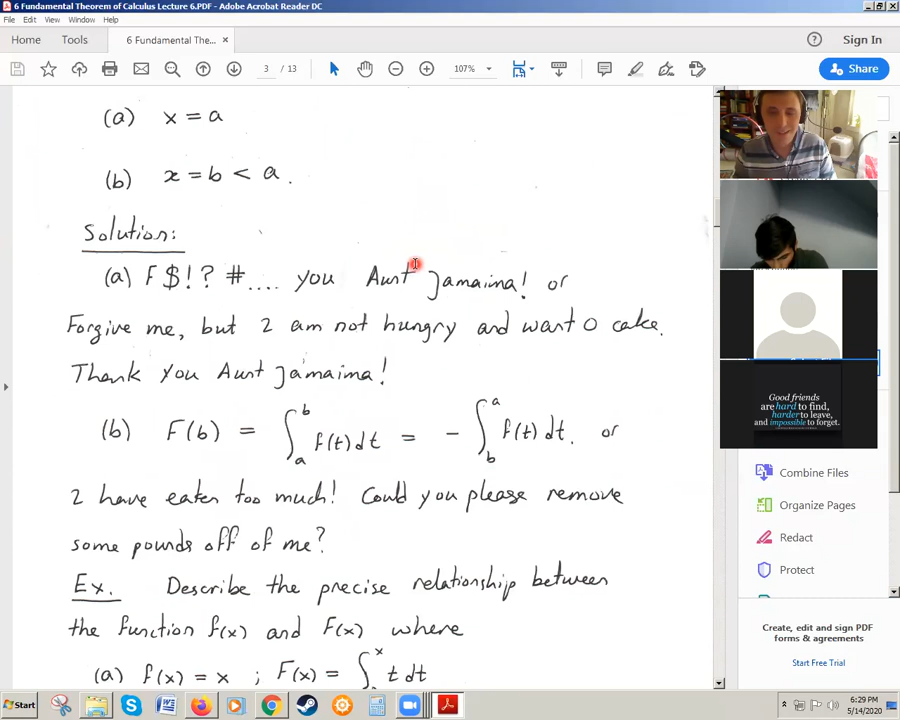 6 Fundamental Theorem of Calculus Lecture 6.PDF - Adobe Acrobat Reader DC
File Edit View Window Help
Home Tools 6 Fundamental The... × Sign In
3 / 13 107% Share
(a) x = a
(b) x = b < a .
Solution:
(a) F$!?#.... you Aunt Jamaima! or
Forgive me, but I am not hungry and want 0 cake.
Thank you Aunt Jamaima!
(b) F(b) = ∫_a^b f(t)dt = - ∫_b^a f(t)dt. or
I have eaten too much! Could you please remove
some pounds off of me?
Ex. Describe the precise relationship between
the function f(x) and F(x) where
(a) f(x) = x ; F(x) = ∫^x t dt
Good friends
are hard to find,
harder to leave,
and impossible to forget.
Combine Files
Organize Pages
Redact
Protect
Create, edit and sign PDF
forms & agreements
Start Free Trial
Start
6:29 PM
5/14/2020